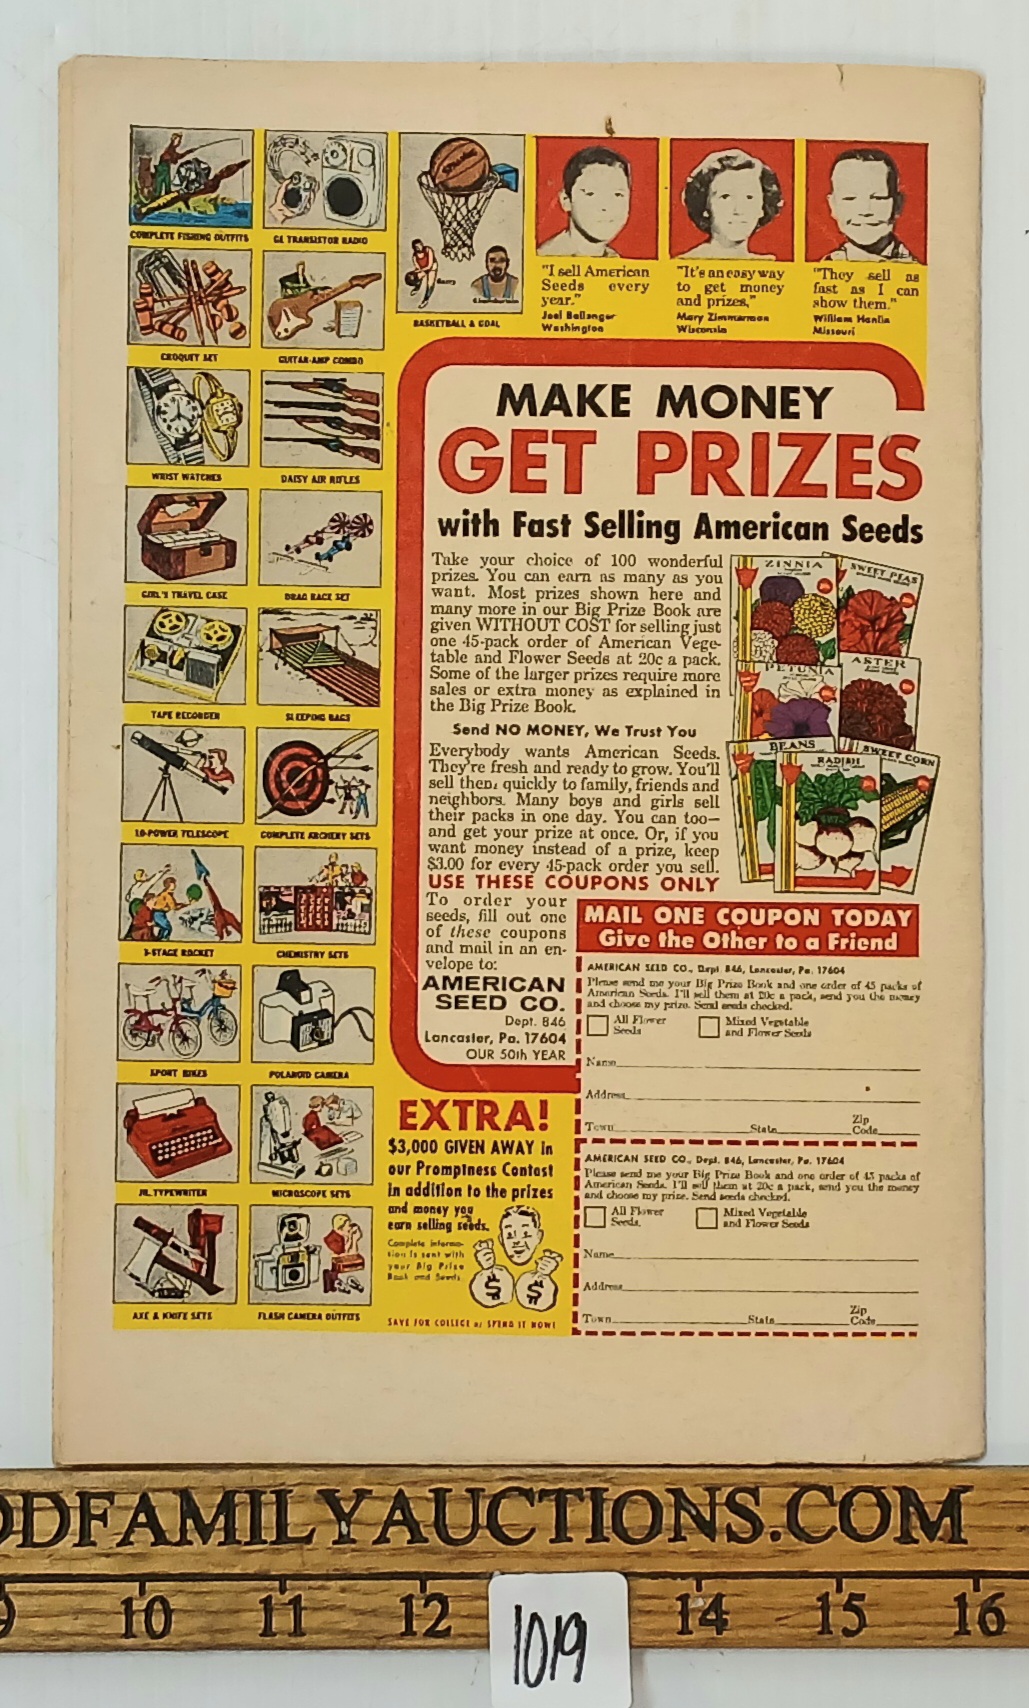 COMPLETE FISHING OUTFITS
GE TRANSISTOR RADIO
BASKETBALL & GOAL
CROQUET SET
GUITAR-AMP COMBO
WRIST WATCHES
DAISY AIR RIFLES
GIRL'S TRAVEL CASE
DRAG RACE SET
TAPE RECORDER
SLEEPING BAGS
10-POWER TELESCOPE
COMPLETE ARCHERY SETS
3-STAGE ROCKET
CHEMISTRY SETS
SPORT BIKES
POLAROID CAMERA
JR. TYPEWRITER
MICROSCOPE SETS
AXE & KNIFE SETS
FLASH CAMERA OUTFITS
"I sell American
Seeds every
year."
Joel Ballanger
Washington
"It's an easy way
to get money
and prizes,"
Mary Zimmerman
Wisconsin
"They sell as
fast as I can
show them."
William Hanlin
Missouri
MAKE MONEY
GET PRIZES
with Fast Selling American Seeds
Take your choice of 100 wonderful
prizes. You can earn as many as you
want. Most prizes shown here and
many more in our Big Prize Book are
given WITHOUT COST for selling just
one 45-pack order of American Vege-
table and Flower Seeds at 20c a pack.
Some of the larger prizes require more
sales or extra money as explained in
the Big Prize Book.
Send NO MONEY, We Trust You
Everybody wants American Seeds.
They're fresh and ready to grow. You'll
sell them quickly to family, friends and
neighbors. Many boys and girls sell
their packs in one day. You can too—
and get your prize at once. Or, if you
want money instead of a prize, keep
$3.00 for every 45-pack order you sell.
USE THESE COUPONS ONLY
To order your
seeds, fill out one
of these coupons
and mail in an en-
velope to:
AMERICAN
SEED CO.
Dept. 846
Lancaster, Pa. 17604
OUR 50th YEAR
ZINNIA
SWEET PEAS
PETUNIA
ASTER
BEANS
RADISH
SWEET CORN
MAIL ONE COUPON TODAY
Give the Other to a Friend
AMERICAN SEED CO., Dept. 846, Lancaster, Pa. 17604
Please send me your Big Prize Book and one order of 45 packs of
American Seeds. I'll sell them at 20c a pack, send you the money
and choose my prize. Send seeds checked.
All Flower
Seeds
Mixed Vegetable
and Flower Seeds
Name
Address
Town State Zip
Code
AMERICAN SEED CO., Dept. 846, Lancaster, Pa. 17604
Please send me your Big Prize Book and one order of 45 packs of
American Seeds. I'll sell them at 20c a pack, send you the money
and choose my prize. Send seeds checked.
All Flower
Seeds.
Mixed Vegetable
and Flower Seeds
Name
Address
Town State Zip
Code
EXTRA!
$3,000 GIVEN AWAY in
our Promptness Contest
in addition to the prizes
and money you
earn selling seeds.
Complete informa-
tion is sent with
your Big Prize
Book and Seeds.
$ $
SAVE FOR COLLEGE or SPEND IT NOW!
ODFAMILYAUCTIONS.COM
9 10 11 12 14 15 16
1019